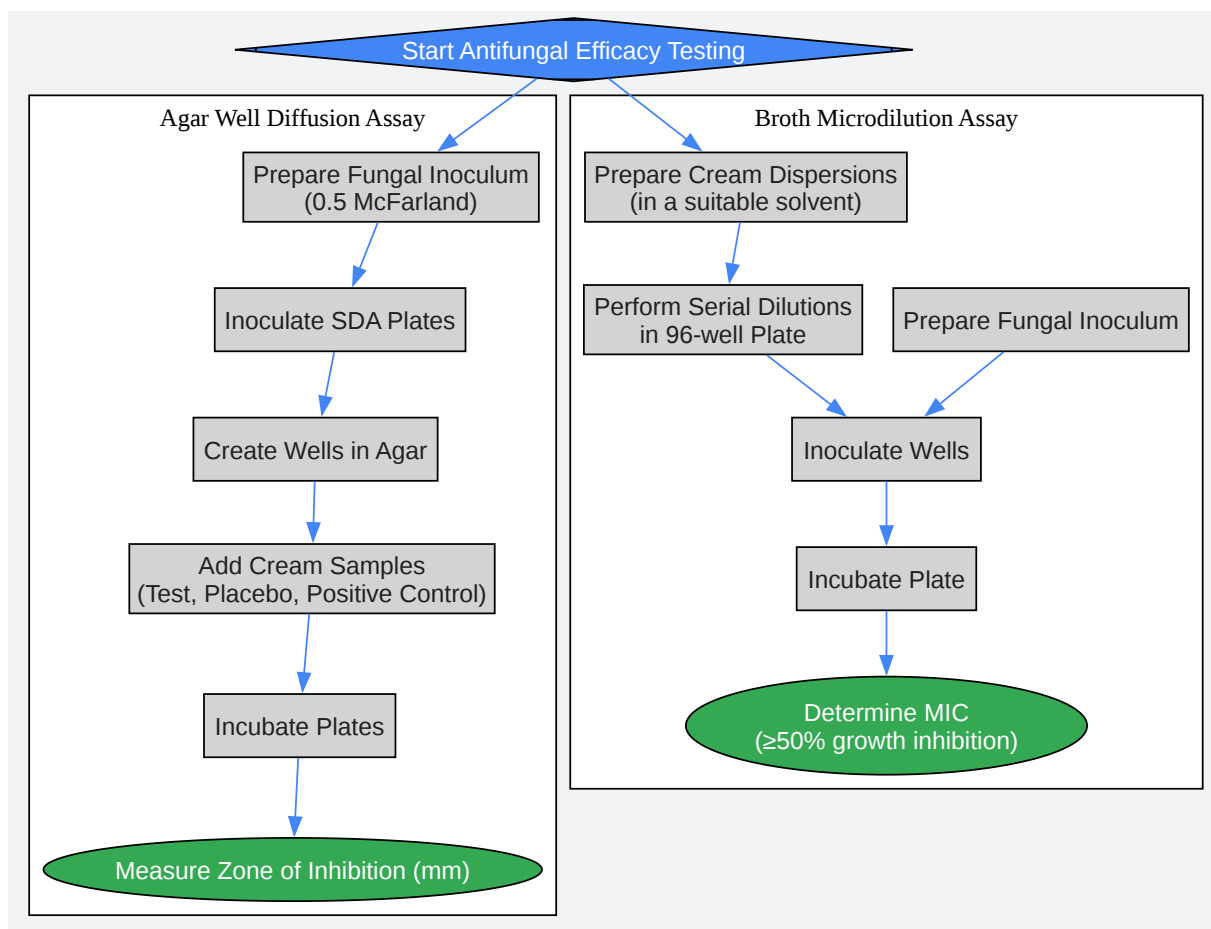 Start Antifungal Efficacy Testing
Agar Well Diffusion Assay
Prepare Fungal Inoculum
(0.5 McFarland)
Inoculate SDA Plates
Create Wells in Agar
Add Cream Samples
(Test, Placebo, Positive Control)
Incubate Plates
Measure Zone of Inhibition (mm)
Broth Microdilution Assay
Prepare Cream Dispersions
(in a suitable solvent)
Perform Serial Dilutions
in 96-well Plate
Prepare Fungal Inoculum
Inoculate Wells
Incubate Plate
Determine MIC
(≥50% growth inhibition)